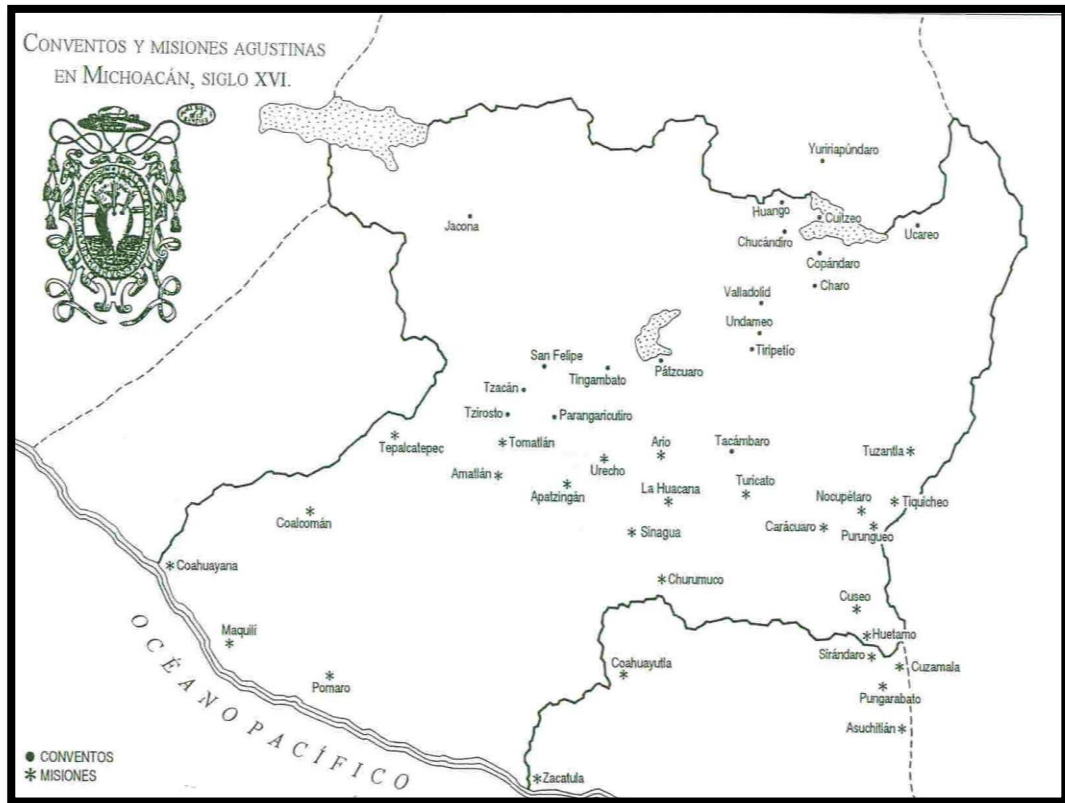 CONVENTOS Y MISIONES AGUSTINAS
EN MICHOACÁN, SIGLO XVI.
Yuririapúndaro
Huango
Cuitzeo
Jacona
Chucándiro
Ucareo
Copándaro
Charo
Valladolid
Undameo
Tiripetío
San Felipe
Tingambato
Pátzcuaro
Tzacán
Tzirosto
Parangaricutiro
Tepalcatepec
Tomatlán
Ario
Tacámbaro
Tuzantla
Urecho
Amatlán
Apatzingán
La Huacana
Turicato
Nocupétaro
Tiquicheo
Coalcomán
Sinagua
Carácuaro
Purungueo
Coahuayana
Churumuco
Cuseo
Maquilí
Huetamo
Sirándaro
Coahuayutla
Cuzamala
Pomaro
Pungarabato
Asuchitlán
OCÉANO PACÍFICO
CONVENTOS
MISIONES
Zacatula